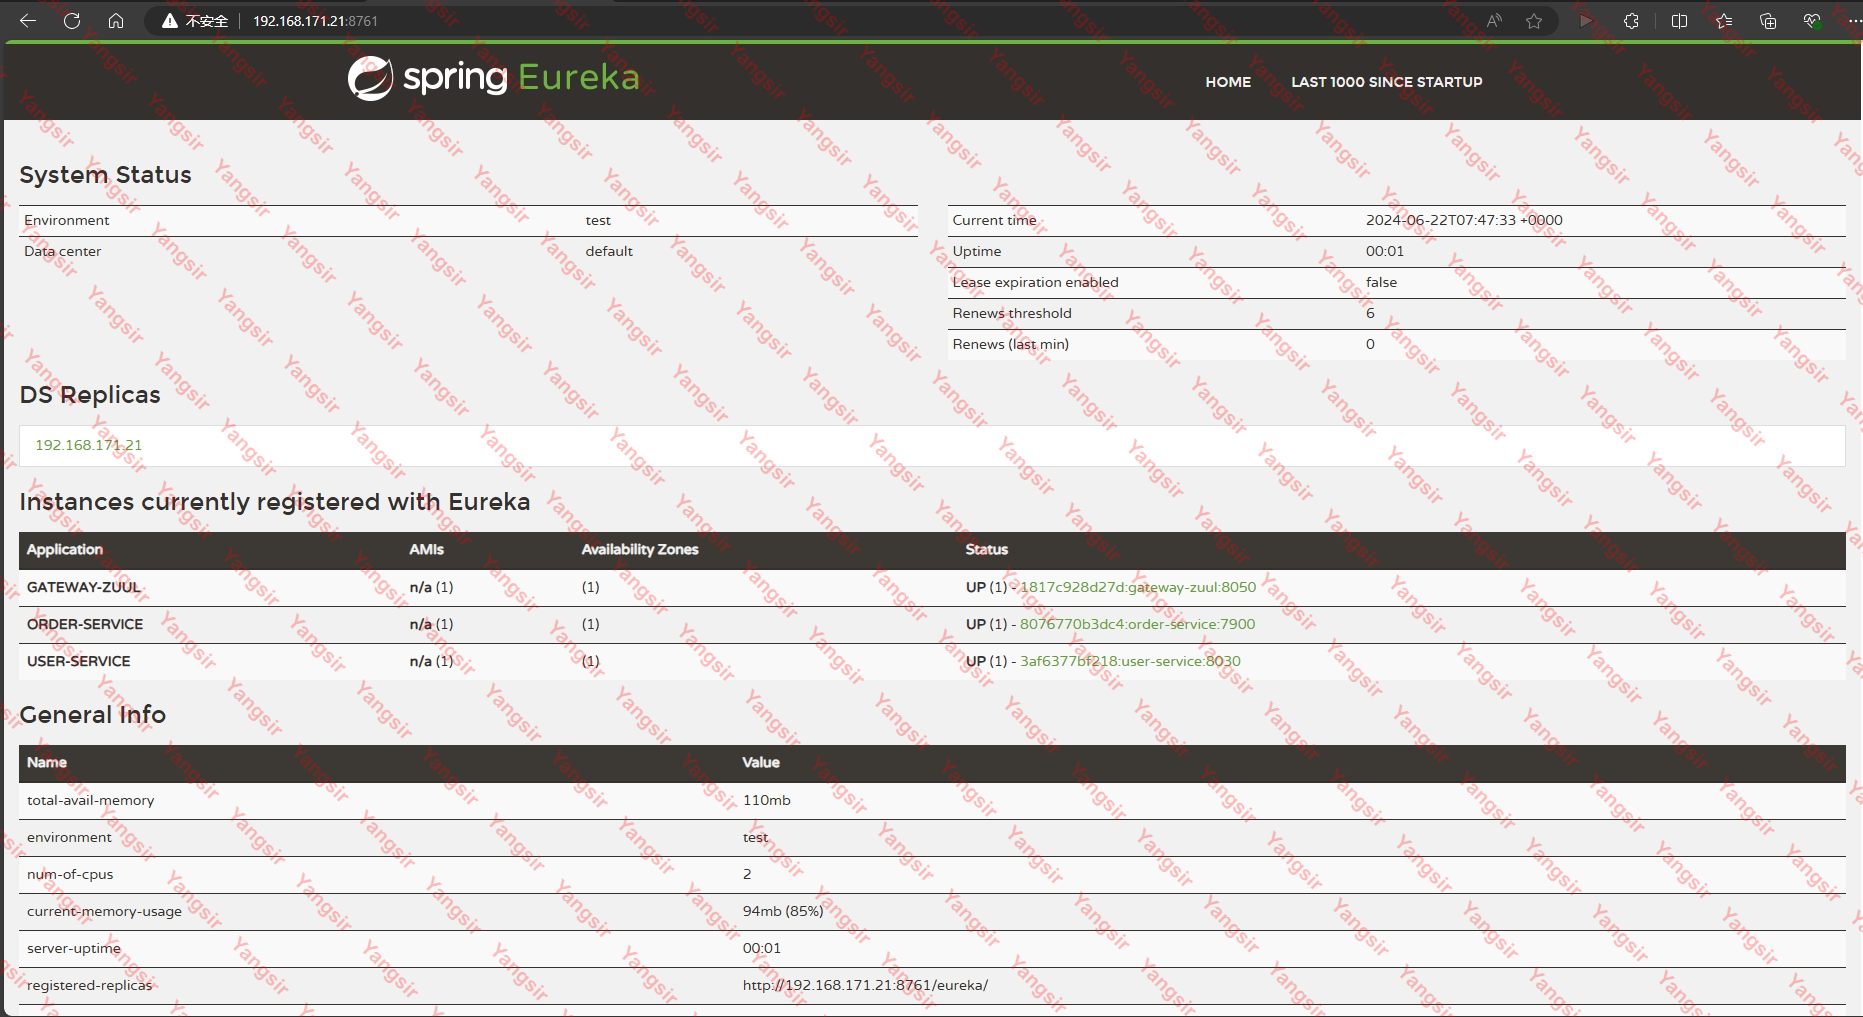 不安全 192.168.171.21:8761
spring Eureka
HOME LAST 1000 SINCE STARTUP
System Status
Environment test
Data center default
Current time 2024-06-22T07:47:33 +0000
Uptime 00:01
Lease expiration enabled false
Renews threshold 6
Renews (last min) 0
DS Replicas
192.168.171.21
Instances currently registered with Eureka
Application AMIs Availability Zones Status
GATEWAY-ZUUL n/a (1) (1) UP (1) - 1817c928d27d:gateway-zuul:8050
ORDER-SERVICE n/a (1) (1) UP (1) - 8076770b3dc4:order-service:7900
USER-SERVICE n/a (1) (1) UP (1) - 3af6377bf218:user-service:8030
General Info
Name Value
total-avail-memory 110mb
environment test
num-of-cpus 2
current-memory-usage 94mb (85%)
server-uptime 00:01
registered-replicas http://192.168.171.21:8761/eureka/
Yangsir